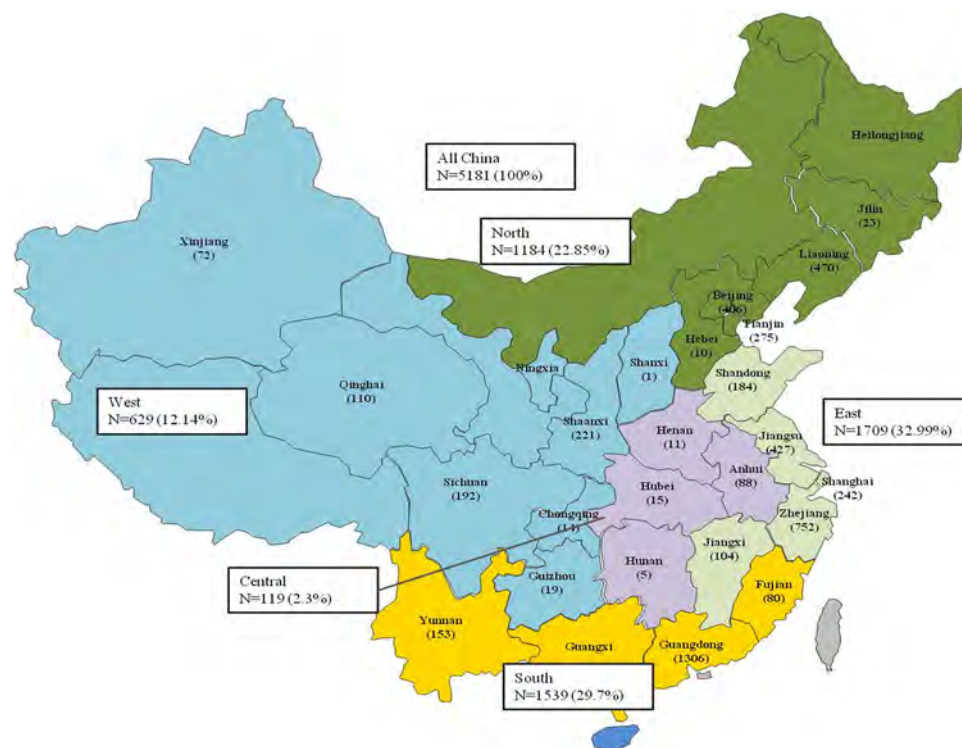 All China
N=5181 (100%)
North
N=1184 (22.85%)
Heilongjiang
Jilin
(23)
Liaoning
(470)
Xinjiang
(72)
Beijing
(406)
Tianjin
(275)
Hebei
(10)
Ningxia
Shanxi
(1)
Shandong
(184)
Qinghai
(110)
West
N=629 (12.14%)
Shaanxi
(221)
Henan
(11)
Jiangsu
(427)
East
N=1709 (32.99%)
Anhui
(88)
Sichuan
(192)
Hubei
(15)
Shanghai
(242)
Chongqing
(14)
Zhejiang
(752)
Jiangxi
(104)
Hunan
(5)
Central
N=119 (2.3%)
Guizhou
(19)
Fujian
(80)
Yunnan
(153)
Guangxi
Guangdong
(1306)
South
N=1539 (29.7%)